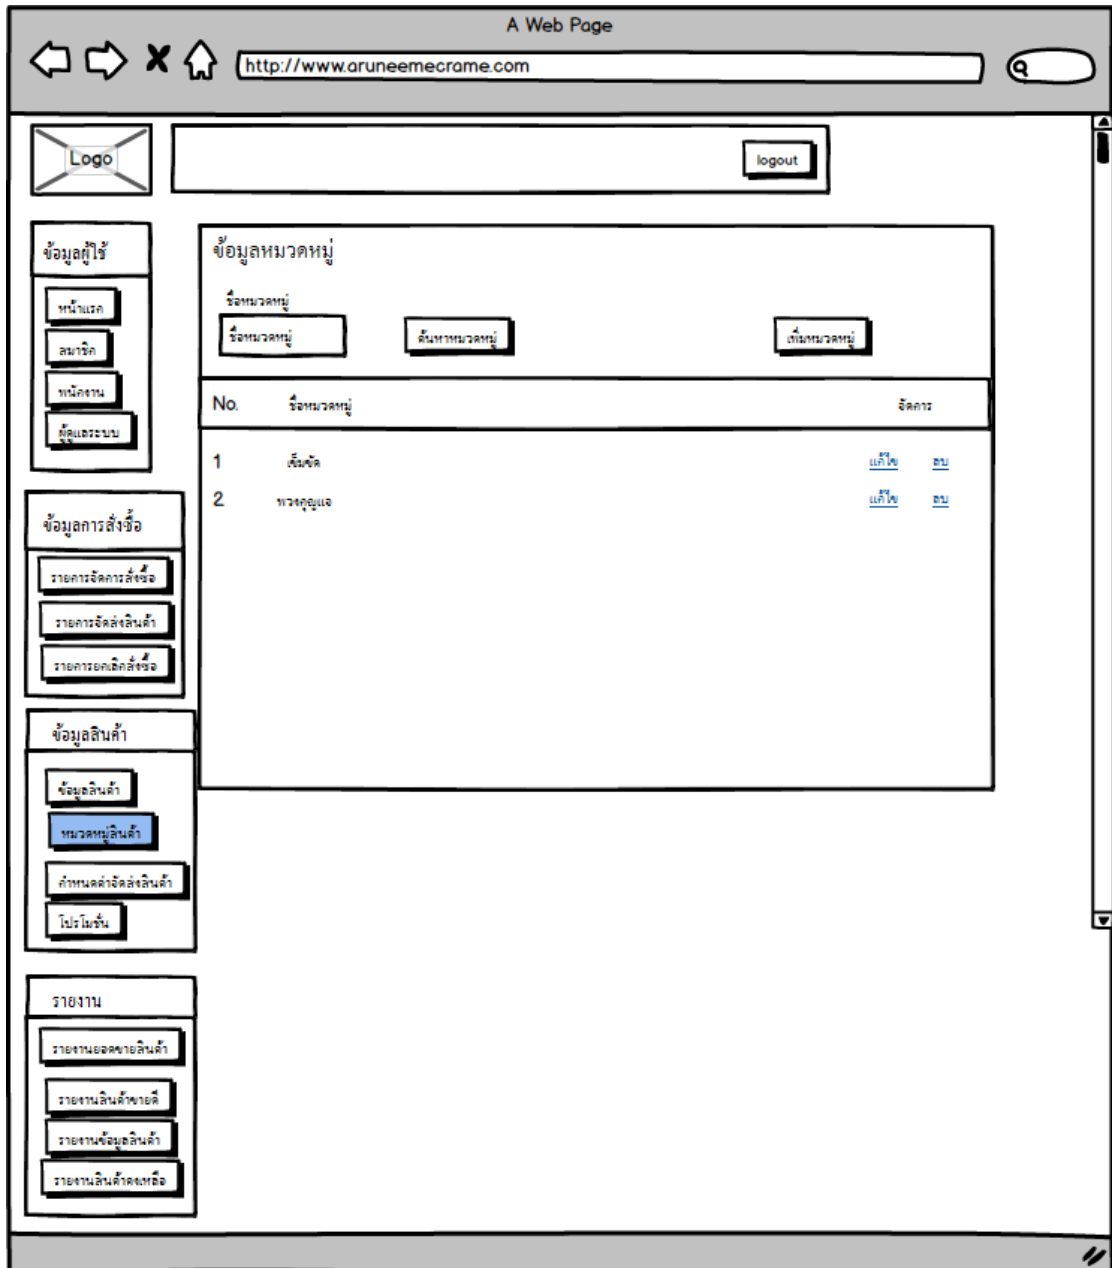 A Web Page
http://www.aruneemecrame.com
Logo
logout
ข้อมูลผู้ใช้
หน้าแรก
สมาชิก
พนักงาน
ผู้ดูแลระบบ
ข้อมูลการสั่งซื้อ
รายการจัดการสั่งซื้อ
รายการจัดส่งสินค้า
รายการยกเลิกสั่งซื้อ
ข้อมูลสินค้า
ข้อมูลสินค้า
หมวดหมู่สินค้า
กำหนดค่าจัดส่งสินค้า
โปรโมชั่น
รายงาน
รายงานยอดขายสินค้า
รายงานสินค้าขายดี
รายงานข้อมูลสินค้า
รายงานสินค้าคงเหลือ
ข้อมูลหมวดหมู่
ชื่อหมวดหมู่
ชื่อหมวดหมู่ ค้นหาหมวดหมู่ เพิ่มหมวดหมู่
No. ชื่อหมวดหมู่ จัดการ
1 เข็มขัด แก้ไข ลบ
2 พวงกุญแจ แก้ไข ลบ